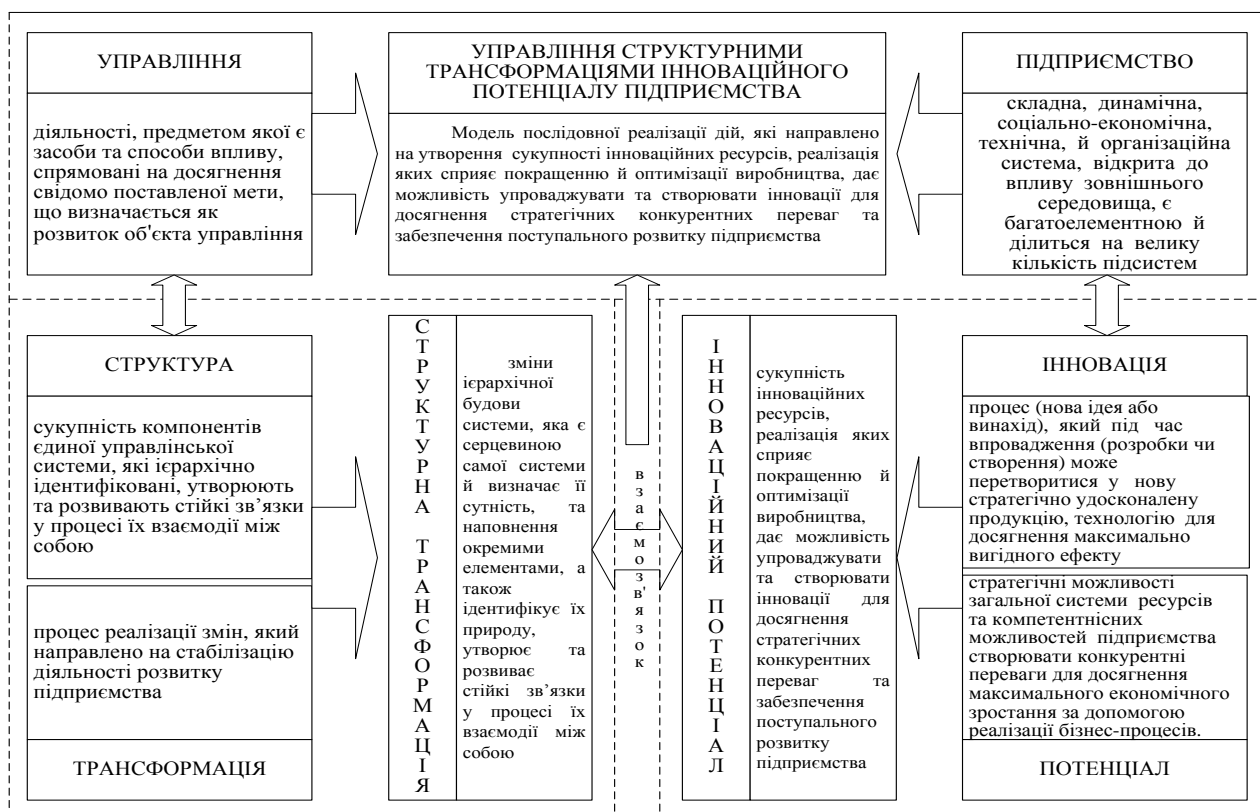 УПРАВЛІННЯ
діяльності, предметом якої є
засоби та способи впливу,
спрямовані на досягнення
свідомо поставленої мети,
що визначається як
розвиток об'єкта управління
УПРАВЛІННЯ СТРУКТУРНИМИ
ТРАНСФОРМАЦІЯМИ ІННОВАЦІЙНОГО
ПОТЕНЦІАЛУ ПІДПРИЄМСТВА
Модель послідовної реалізації дій, які направлено
на утворення сукупності інноваційних ресурсів, реалізація
яких сприяє покращенню й оптимізації виробництва, дає
можливість упроваджувати та створювати інновації для
досягнення стратегічних конкурентних переваг та
забезпечення поступального розвитку підприємства
ПІДПРИЄМСТВО
складна, динамічна,
соціально-економічна,
технічна, й організаційна
система, відкрита до
впливу зовнішнього
середовища, є
багатоелементною й
ділиться на велику
кількість підсистем
СТРУКТУРА
сукупність компонентів
єдиної управлінської
системи, які ієрархічно
ідентифіковані, утворюють
та розвивають стійкі зв’язки
у процесі їх взаємодії між
собою
процес реалізації змін, який
направлено на стабілізацію
діяльності розвитку
підприємства
ТРАНСФОРМАЦІЯ
СТРУКТУРНА ТРАНСФОРМАЦІЯ
зміни
ієрархічної
будови
системи, яка є
серцевиною
самої системи
й визначає її
сутність, та
наповнення
окремими
елементами, а
також
ідентифікує їх
природу,
утворює та
розвиває
стійкі зв’язки
у процесі їх
взаємодії між
собою
взаємозв'язок
ІННОВАЦІЙНИЙ ПОТЕНЦІАЛ
сукупність
інноваційних
ресурсів,
реалізація яких
сприяє
покращенню й
оптимізації
виробництва,
дає можливість
упроваджувати
та створювати
інновації для
досягнення
стратегічних
конкурентних
переваг та
забезпечення
поступального
розвитку
підприємства
ІННОВАЦІЯ
процес (нова ідея або
винахід), який під час
впровадження (розробки чи
створення) може
перетворитися у нову
стратегічно удосконалену
продукцію, технологію для
досягнення максимально
вигідного ефекту
стратегічні можливості
загальної системи ресурсів
та компетентнісних
можливостей підприємства
створювати конкурентні
переваги для досягнення
максимального економічного
зростання за допомогою
реалізації бізнес-процесів.
ПОТЕНЦІАЛ